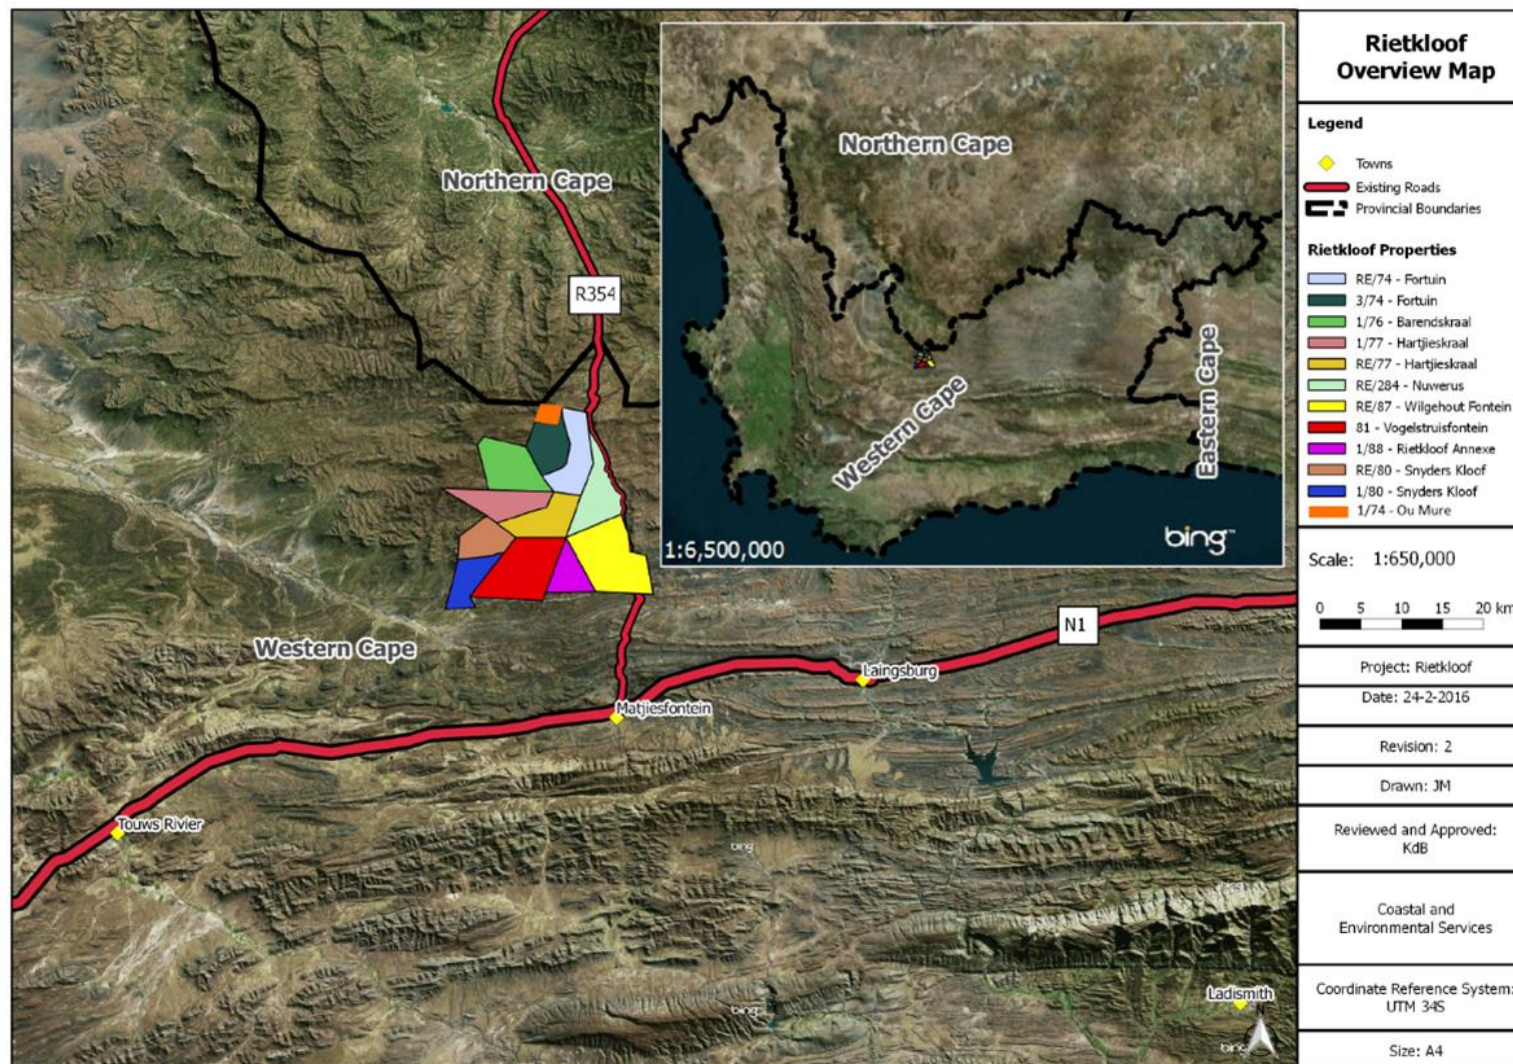 Northern Cape
R354
Western Cape
N1
Laingsburg
Matjiesfontein
Touws Rivier
Ladismith
N
bing
bing
bing
Northern Cape
Western Cape
Eastern Cape
1:6,500,000
bing™
Rietkloof
Overview Map
Legend
Towns
Existing Roads
Provincial Boundaries
Rietkloof Properties
RE/74 - Fortuin
3/74 - Fortuin
1/76 - Barendskraal
1/77 - Hartjieskraal
RE/77 - Hartjieskraal
RE/284 - Nuwerus
RE/87 - Wilgehout Fontein
81 - Vogelstruisfontein
1/88 - Rietkloof Annexe
RE/80 - Snyders Kloof
1/80 - Snyders Kloof
1/74 - Ou Mure
Scale: 1:650,000
0 5 10 15 20 km
Project: Rietkloof
Date: 24-2-2016
Revision: 2
Drawn: JM
Reviewed and Approved:
KdB
Coastal and
Environmental Services
Coordinate Reference System:
UTM 34S
Size: A4